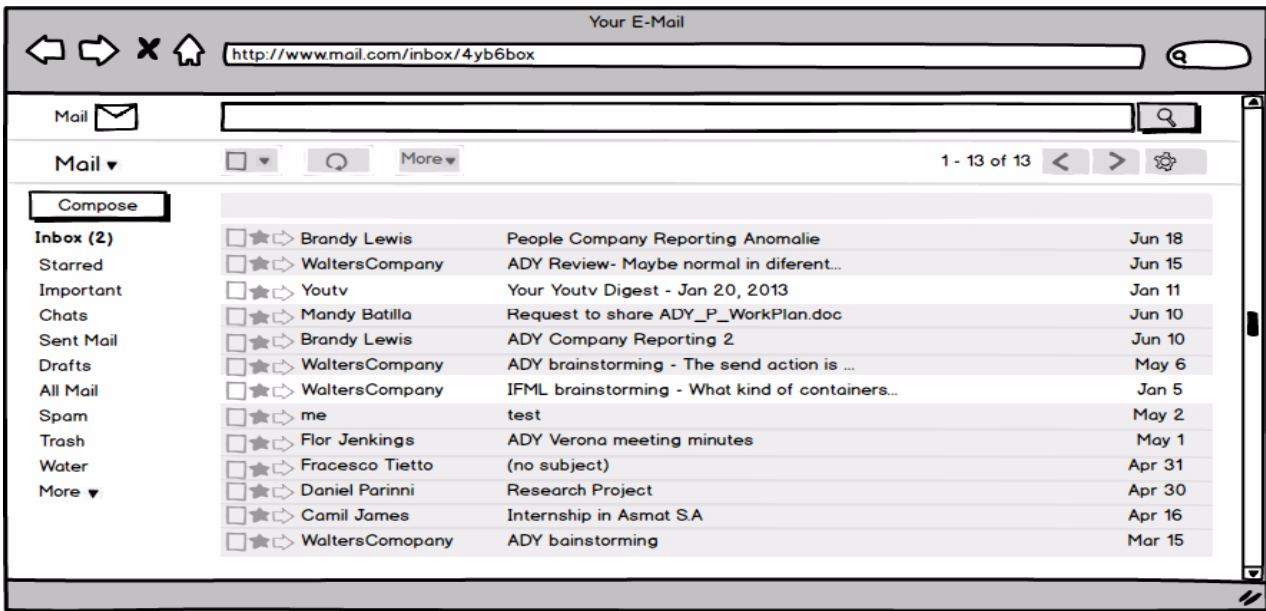 Your E-Mail
http://www.mail.com/inbox/4yb6box
Mail
Mail
More
1 - 13 of 13
Compose
Inbox (2)
Starred
Important
Chats
Sent Mail
Drafts
All Mail
Spam
Trash
Water
More
Brandy Lewis People Company Reporting Anomalie Jun 18
WaltersCompany ADY Review- Maybe normal in diferent... Jun 15
Youtv Your Youtv Digest - Jan 20, 2013 Jan 11
Mandy Batilla Request to share ADY_P_WorkPlan.doc Jun 10
Brandy Lewis ADY Company Reporting 2 Jun 10
WaltersCompany ADY brainstorming - The send action is ... May 6
WaltersCompany IFML brainstorming - What kind of containers... Jan 5
me test May 2
Flor Jenkings ADY Verona meeting minutes May 1
Fracesco Tietto (no subject) Apr 31
Daniel Parinni Research Project Apr 30
Camil James Internship in Asmat S.A Apr 16
WaltersComopany ADY bainstorming Mar 15